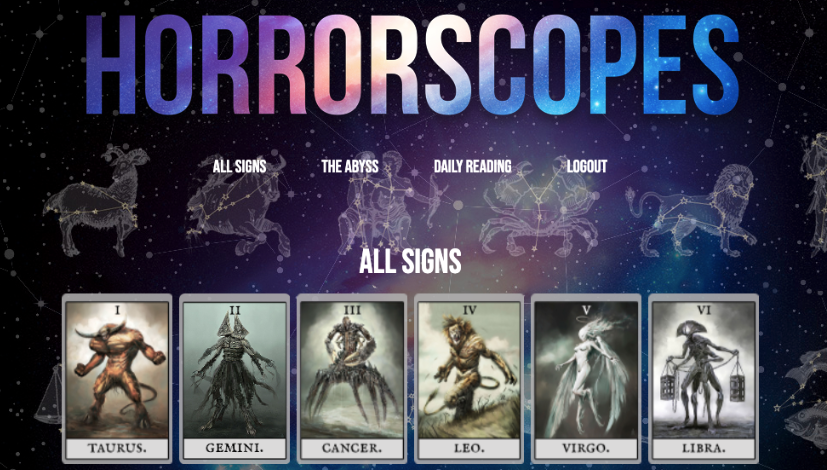 HORRORSCOPES
ALL SIGNS THE ABYSS DAILY READING LOGOUT
ALL SIGNS
I II III IV V VI
TAURUS. GEMINI. CANCER. LEO. VIRGO. LIBRA.